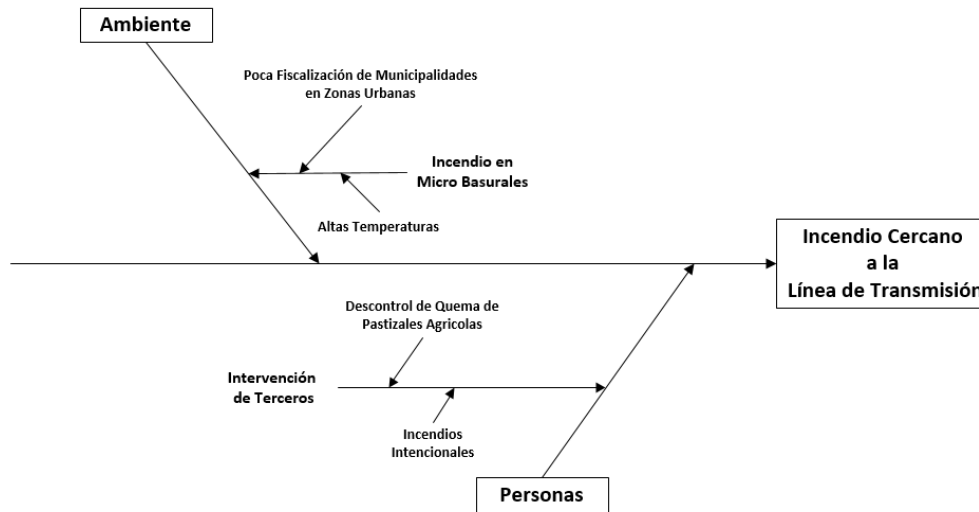 Ambiente
Poca Fiscalización de Municipalidades
en Zonas Urbanas
Incendio en
Micro Basurales
Altas Temperaturas
Incendio Cercano
a la
Línea de Transmisión
Descontrol de Quema de
Pastizales Agricolas
Intervención
de Terceros
Incendios
Intencionales
Personas